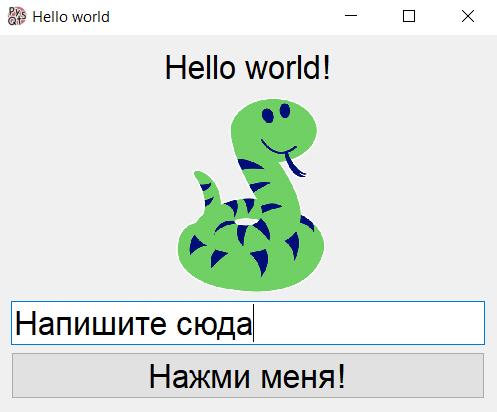 Hello world
Hello world!
Напишите сюда
Нажми меня!